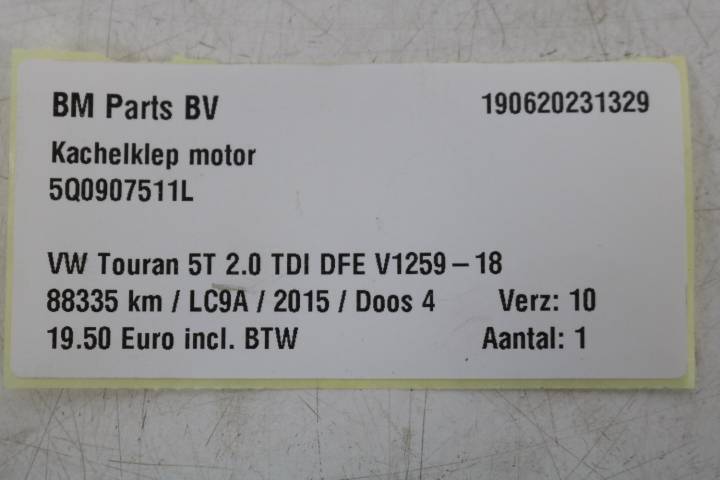 BM Parts BV 190620231329
Kachelklep motor
5Q0907511L
VW Touran 5T 2.0 TDI DFE V1259-18
88335 km / LC9A / 2015 / Doos 4 Verz: 10
19.50 Euro incl. BTW Aantal: 1